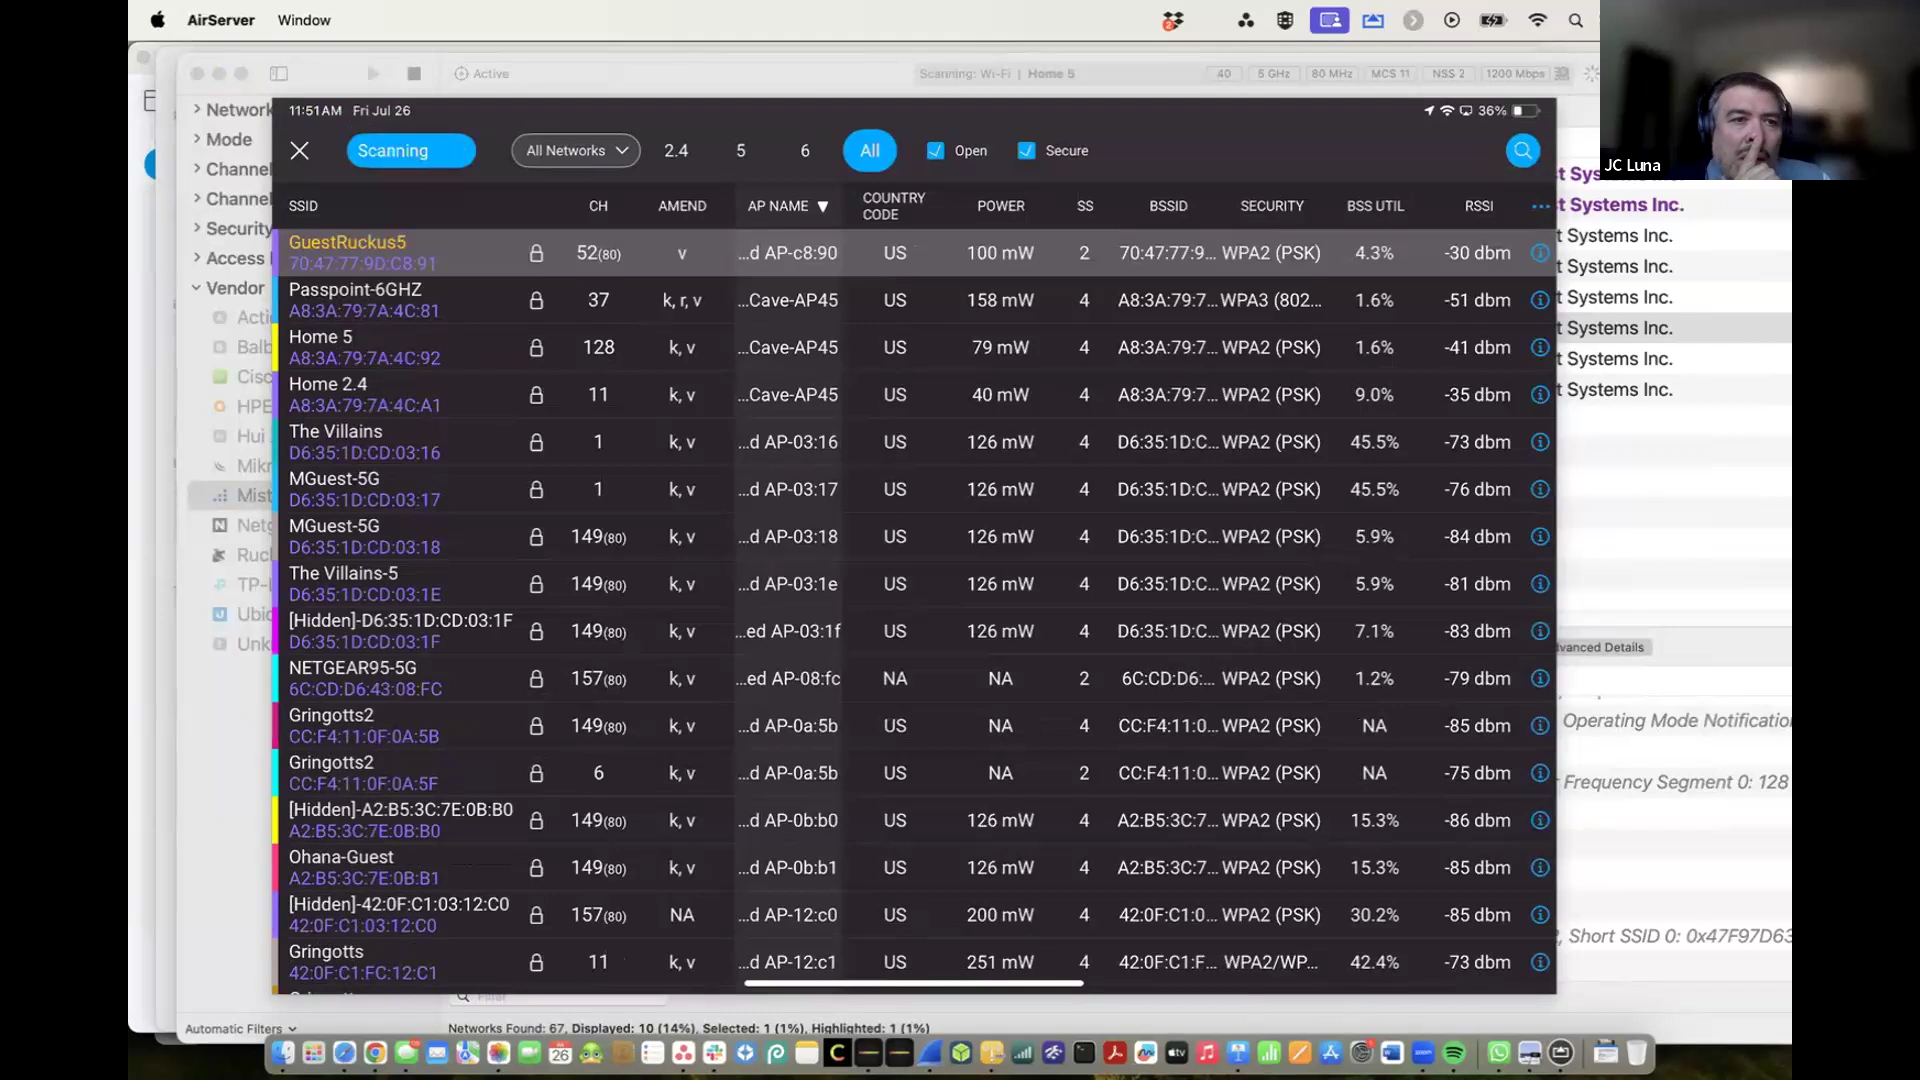 AirServer Window
Active
Scanning: Wi-Fi | Home 5
40 5 GHz 80 MHz MCS 11 NSS 2 1200 Mbps
JC Luna
Network
Mode
Channel
Channel
Security
Access
Vendor
Mist
11:51 AM Fri Jul 26
36%
Scanning All Networks 2.4 5 6 All Open Secure
SSID CH AMEND AP NAME ▼ COUNTRY CODE POWER SS BSSID SECURITY BSS UTIL RSSI ...
GuestRuckus5
70:47:77:9D:C8:91 52(80) v ...d AP-c8:90 US 100 mW 2 70:47:77:9... WPA2 (PSK) 4.3% -30 dbm
Passpoint-6GHZ
A8:3A:79:7A:4C:81 37 k, r, v ...Cave-AP45 US 158 mW 4 A8:3A:79:7... WPA3 (802... 1.6% -51 dbm
Home 5
A8:3A:79:7A:4C:92 128 k, v ...Cave-AP45 US 79 mW 4 A8:3A:79:7... WPA2 (PSK) 1.6% -41 dbm
Home 2.4
A8:3A:79:7A:4C:A1 11 k, v ...Cave-AP45 US 40 mW 4 A8:3A:79:7... WPA2 (PSK) 9.0% -35 dbm
The Villains
D6:35:1D:CD:03:16 1 k, v ...d AP-03:16 US 126 mW 4 D6:35:1D:C... WPA2 (PSK) 45.5% -73 dbm
MGuest-5G
D6:35:1D:CD:03:17 1 k, v ...d AP-03:17 US 126 mW 4 D6:35:1D:C... WPA2 (PSK) 45.5% -76 dbm
MGuest-5G
D6:35:1D:CD:03:18 149(80) k, v ...d AP-03:18 US 126 mW 4 D6:35:1D:C... WPA2 (PSK) 5.9% -84 dbm
The Villains-5
D6:35:1D:CD:03:1E 149(80) k, v ...d AP-03:1e US 126 mW 4 D6:35:1D:C... WPA2 (PSK) 5.9% -81 dbm
[Hidden]-D6:35:1D:CD:03:1F
D6:35:1D:CD:03:1F 149(80) k, v ...ed AP-03:1f US 126 mW 4 D6:35:1D:C... WPA2 (PSK) 7.1% -83 dbm
NETGEAR95-5G
6C:CD:D6:43:08:FC 157(80) k, v ...ed AP-08:fc NA NA 2 6C:CD:D6:... WPA2 (PSK) 1.2% -79 dbm
Gringotts2
CC:F4:11:0F:0A:5B 149(80) k, v ...d AP-0a:5b US NA 4 CC:F4:11:0... WPA2 (PSK) NA -85 dbm
Gringotts2
CC:F4:11:0F:0A:5F 6 k, v ...d AP-0a:5b US NA 2 CC:F4:11:0... WPA2 (PSK) NA -75 dbm
[Hidden]-A2:B5:3C:7E:0B:B0
A2:B5:3C:7E:0B:B0 149(80) k, v ...d AP-0b:b0 US 126 mW 4 A2:B5:3C:7... WPA2 (PSK) 15.3% -86 dbm
Ohana-Guest
A2:B5:3C:7E:0B:B1 149(80) k, v ...d AP-0b:b1 US 126 mW 4 A2:B5:3C:7... WPA2 (PSK) 15.3% -85 dbm
[Hidden]-42:0F:C1:03:12:C0
42:0F:C1:03:12:C0 157(80) NA ...d AP-12:c0 US 200 mW 4 42:0F:C1:0... WPA2 (PSK) 30.2% -85 dbm
Gringotts
42:0F:C1:FC:12:C1 11 k, v ...d AP-12:c1 US 251 mW 4 42:0F:C1:F... WPA2/WP... 42.4% -73 dbm
t Systems Inc.
t Systems Inc.
t Systems Inc.
t Systems Inc.
t Systems Inc.
t Systems Inc.
t Systems Inc.
vanced Details
Operating Mode Notification
r Frequency Segment 0: 128
, Short SSID 0: 0x47F97D63
Filter
Automatic Filters
Networks Found: 67, Displayed: 10 (14%), Selected: 1 (1%), Highlighted: 1 (1%)